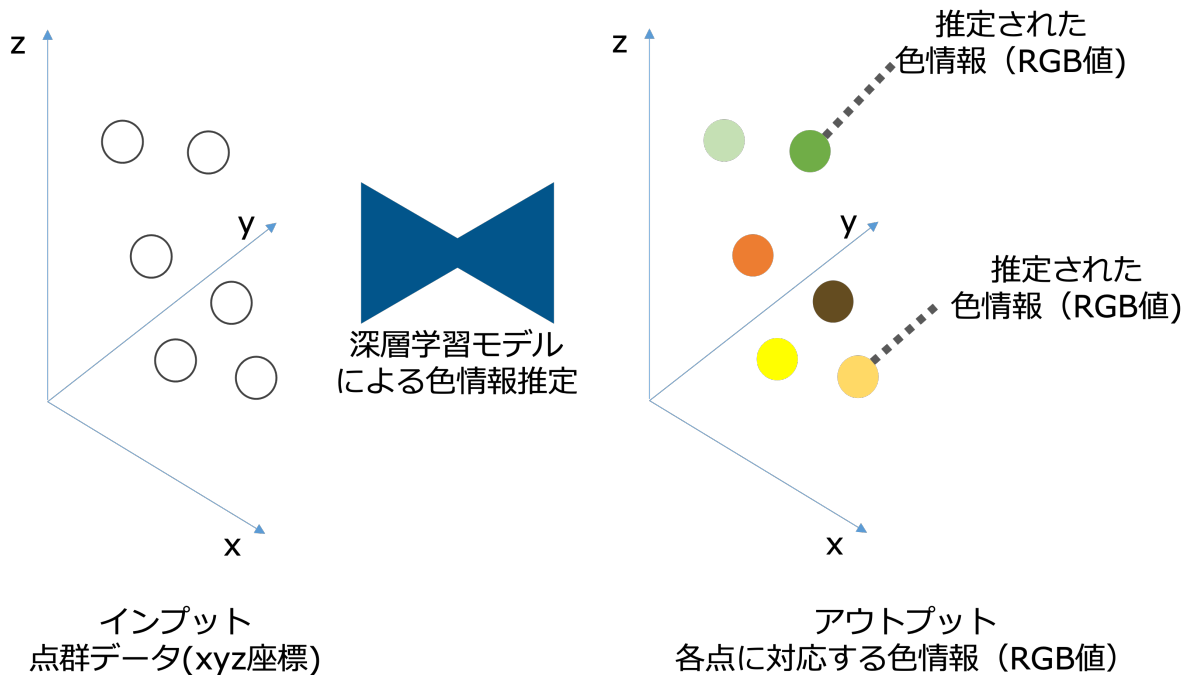 z
y
x
インプット
点群データ(xyz座標)
深層学習モデル
による色情報推定
z
y
x
推定された
色情報（RGB値)
推定された
色情報（RGB値)
アウトプット
各点に対応する色情報（RGB値）